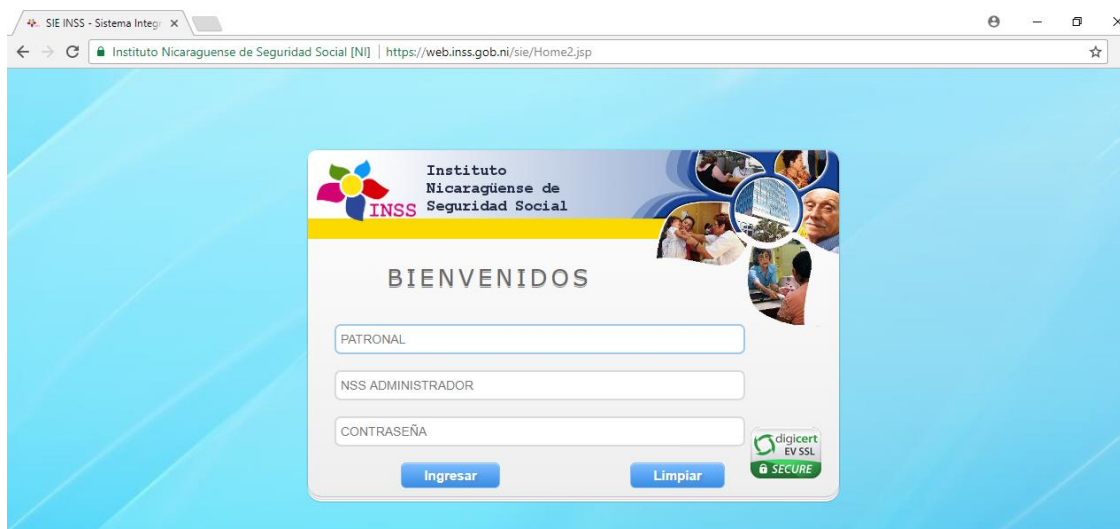 SIE INSS - Sistema Integr
Instituto Nicaraguense de Seguridad Social [NI] | https://web.inss.gob.ni/sie/Home2.jsp
Instituto
Nicaragüense de
Seguridad Social
INSS
BIENVENIDOS
PATRONAL
NSS ADMINISTRADOR
CONTRASEÑA
digicert
EV SSL
SECURE
Ingresar
Limpiar